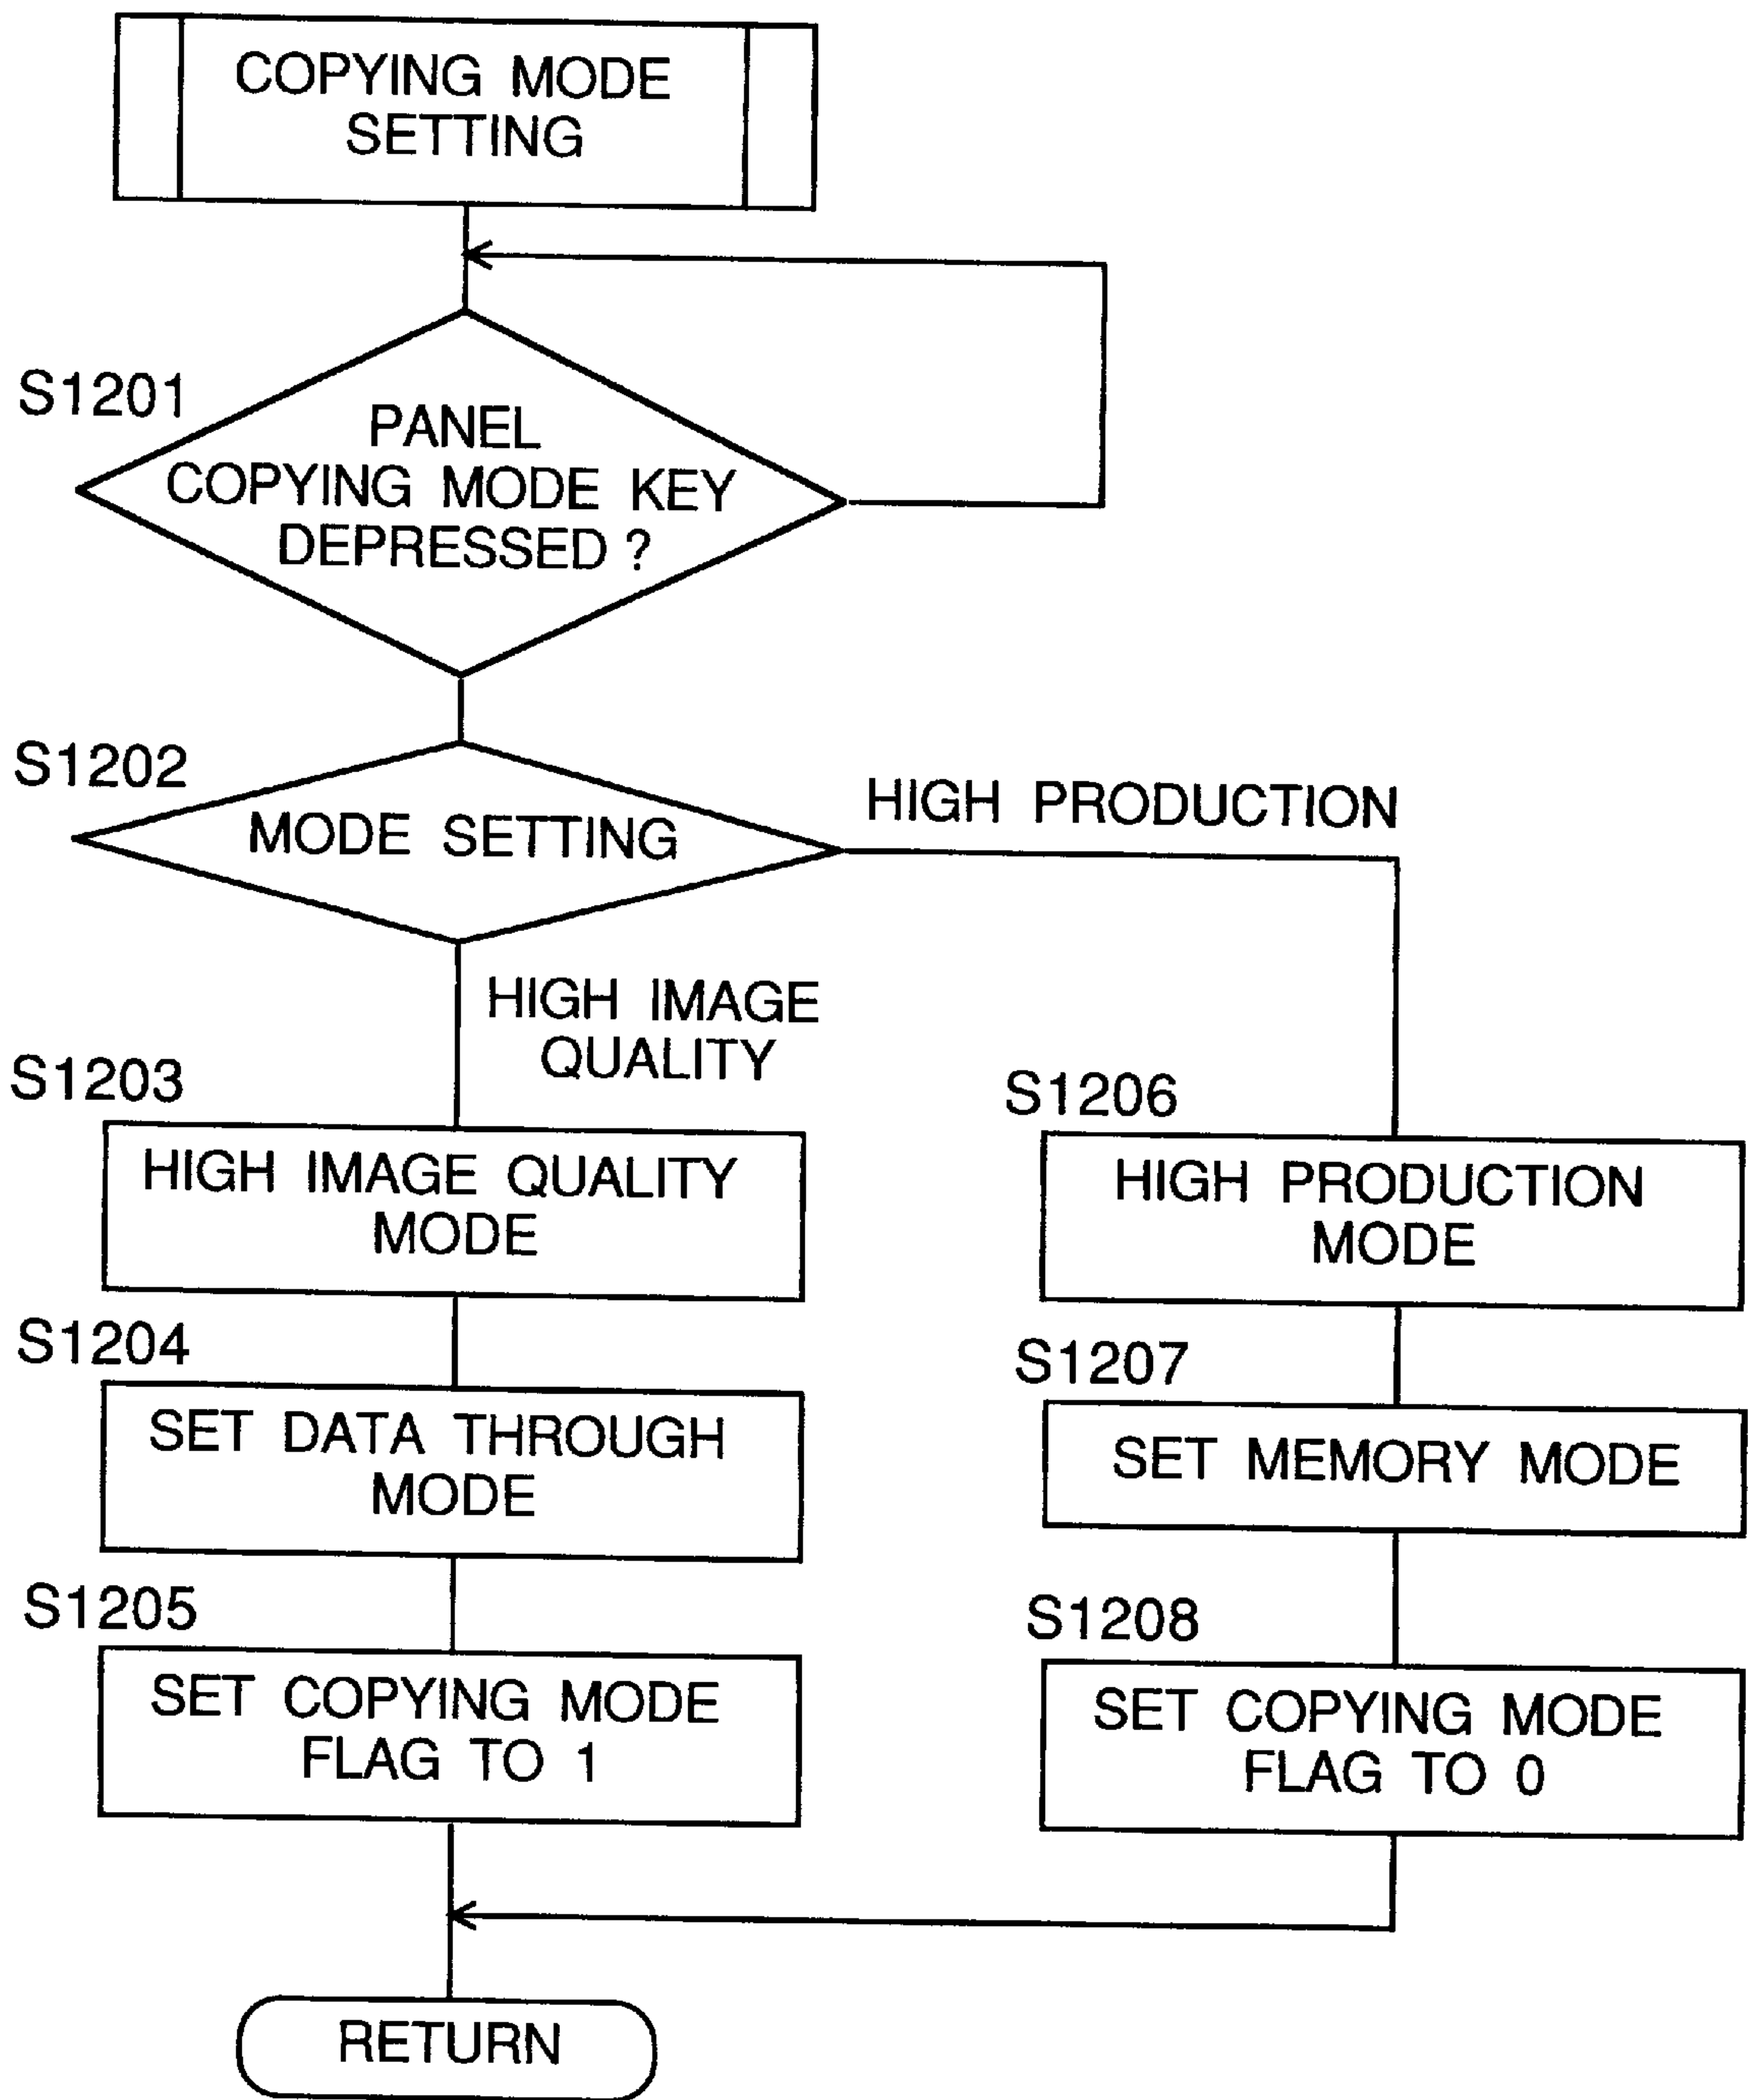 COPYING MODE
SETTING
S1201
PANEL
COPYING MODE KEY
DEPRESSED ?
S1202
MODE SETTING
HIGH PRODUCTION
HIGH IMAGE
QUALITY
S1203
HIGH IMAGE QUALITY
MODE
S1206
HIGH PRODUCTION
MODE
S1204
SET DATA THROUGH
MODE
S1207
SET MEMORY MODE
S1205
SET COPYING MODE
FLAG TO 1
S1208
SET COPYING MODE
FLAG TO 0
RETURN